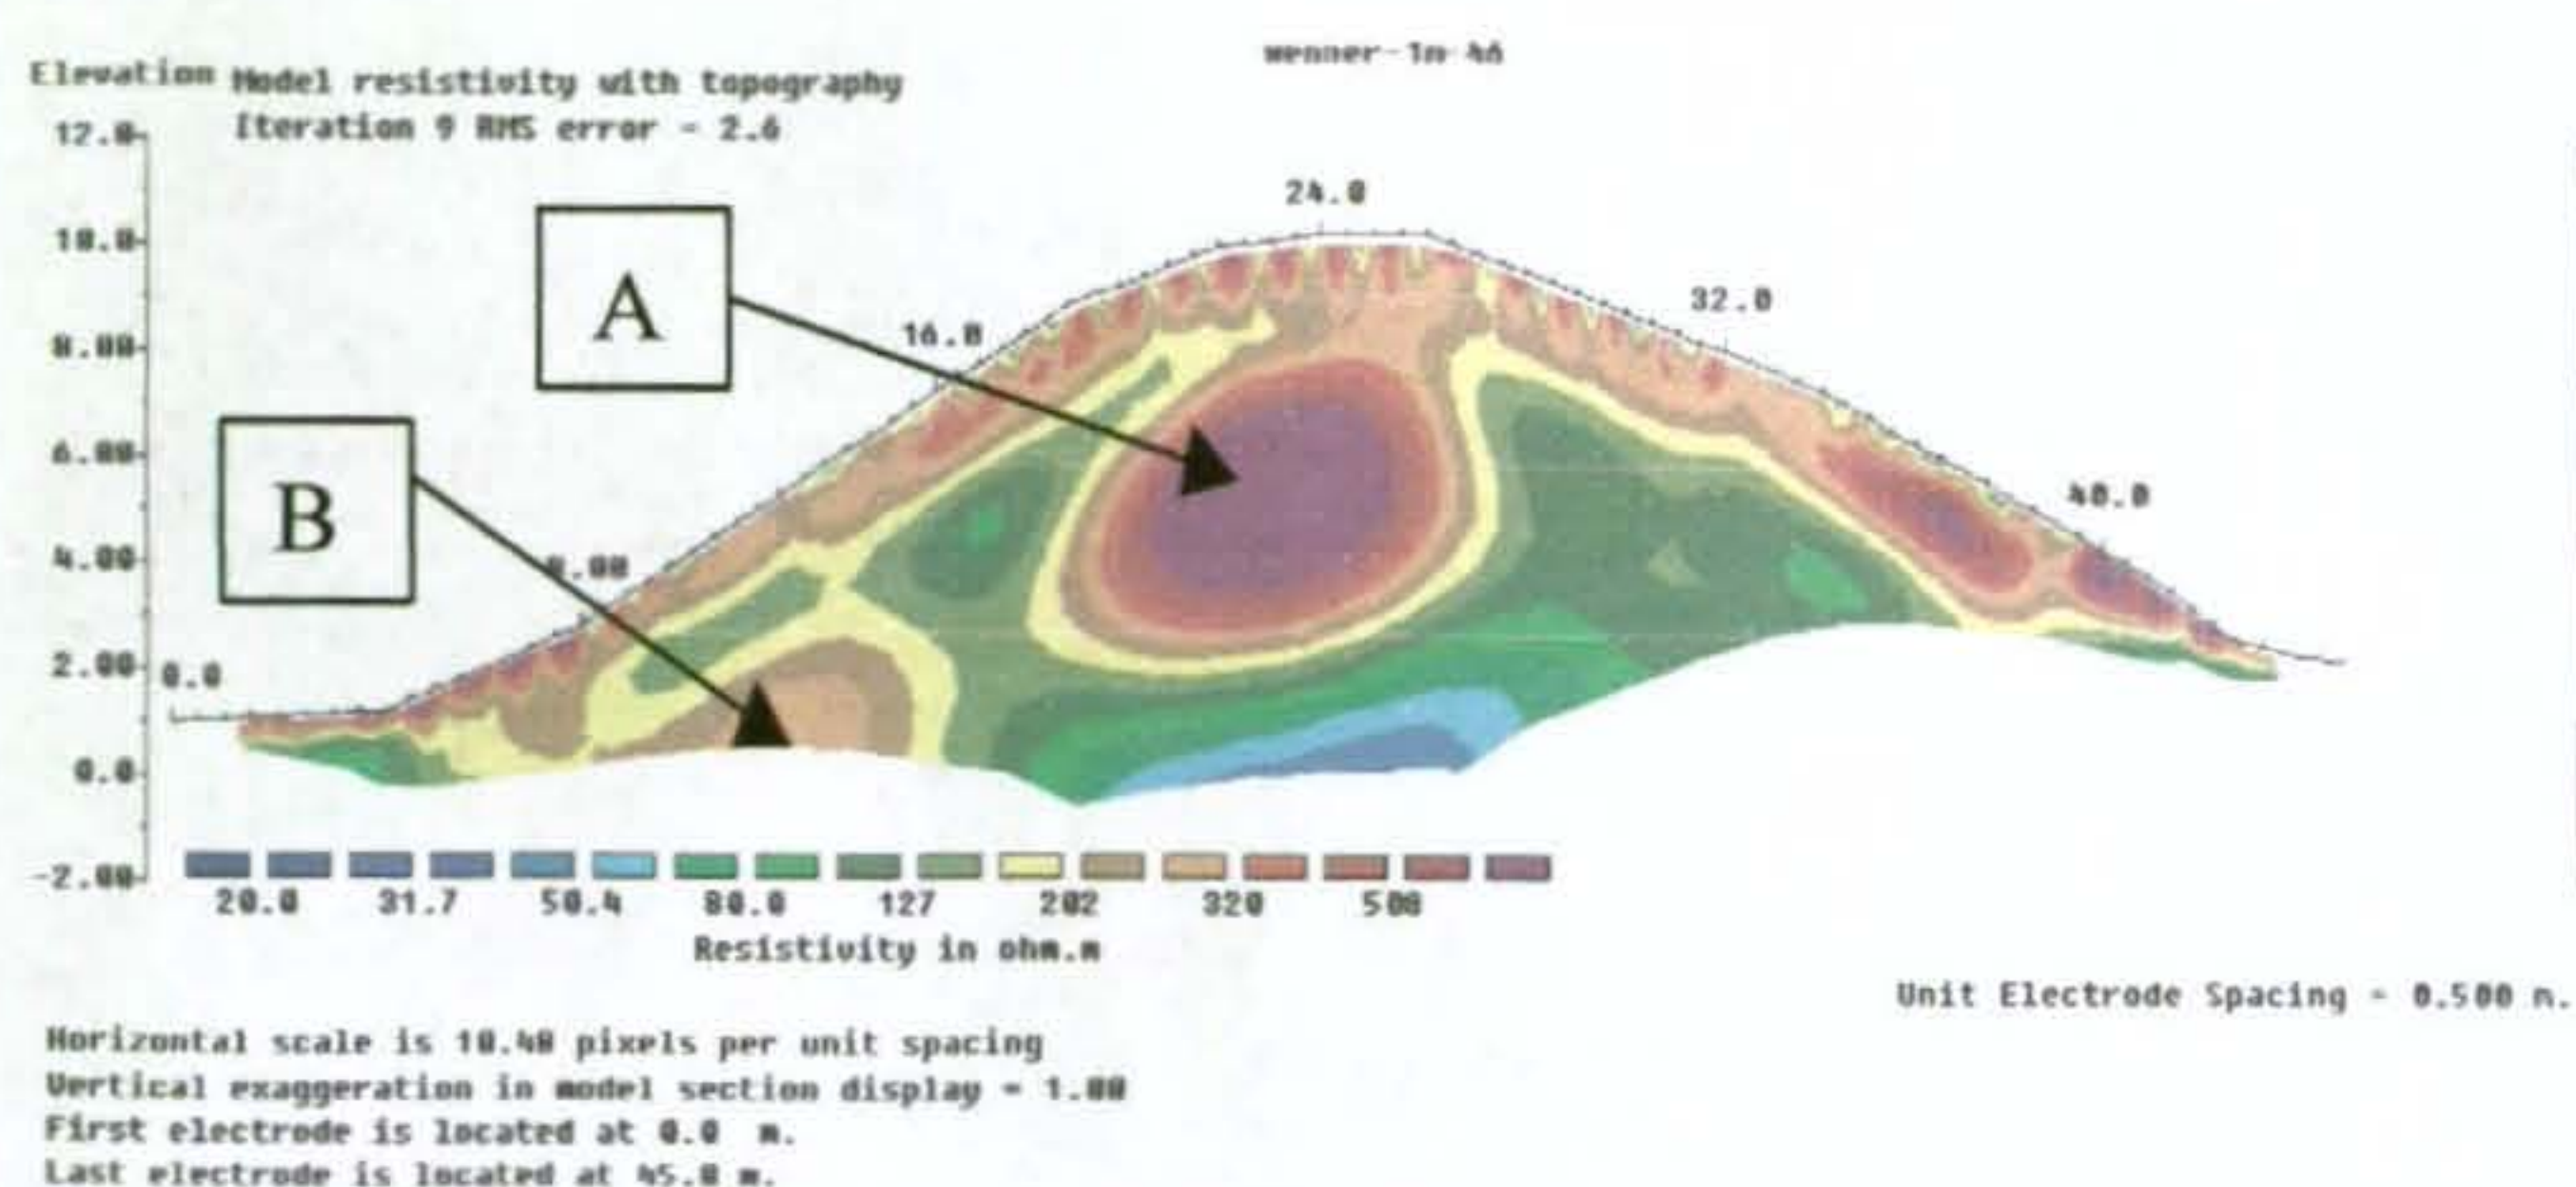 wenner-1m-46
Elevation Model resistivity with topography
Iteration 9 RMS error = 2.6
12.0
24.0
10.0
A
32.0
16.0
8.00
6.00
40.0
B
4.00
8.00
2.00
0.0
0.0
-2.00
20.0 31.7 50.4 80.0 127 202 320 508
Resistivity in ohm.m
Unit Electrode Spacing = 0.500 m.
Horizontal scale is 10.40 pixels per unit spacing
Vertical exaggeration in model section display = 1.00
First electrode is located at 0.0 m.
Last electrode is located at 45.0 m.